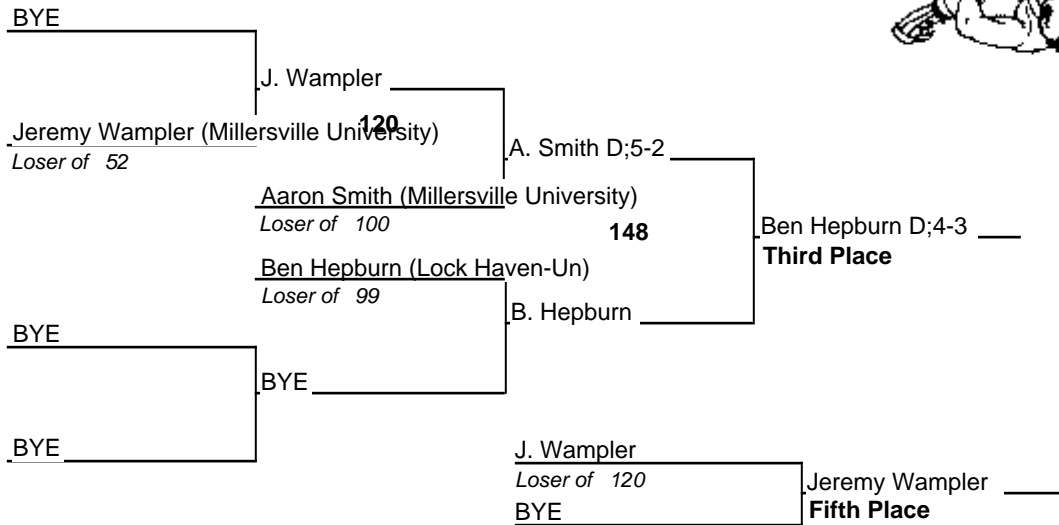 BYE
J. Wampler
120
Jeremy Wampler (Millersville University)
Loser of 52
A. Smith D;5-2
Aaron Smith (Millersville University)
Loser of 100
148
Ben Hepburn D;4-3
Third Place
Ben Hepburn (Lock Haven-Un)
Loser of 99
B. Hepburn
BYE
BYE
BYE
J. Wampler
Loser of 120
Jeremy Wampler
BYE
Fifth Place